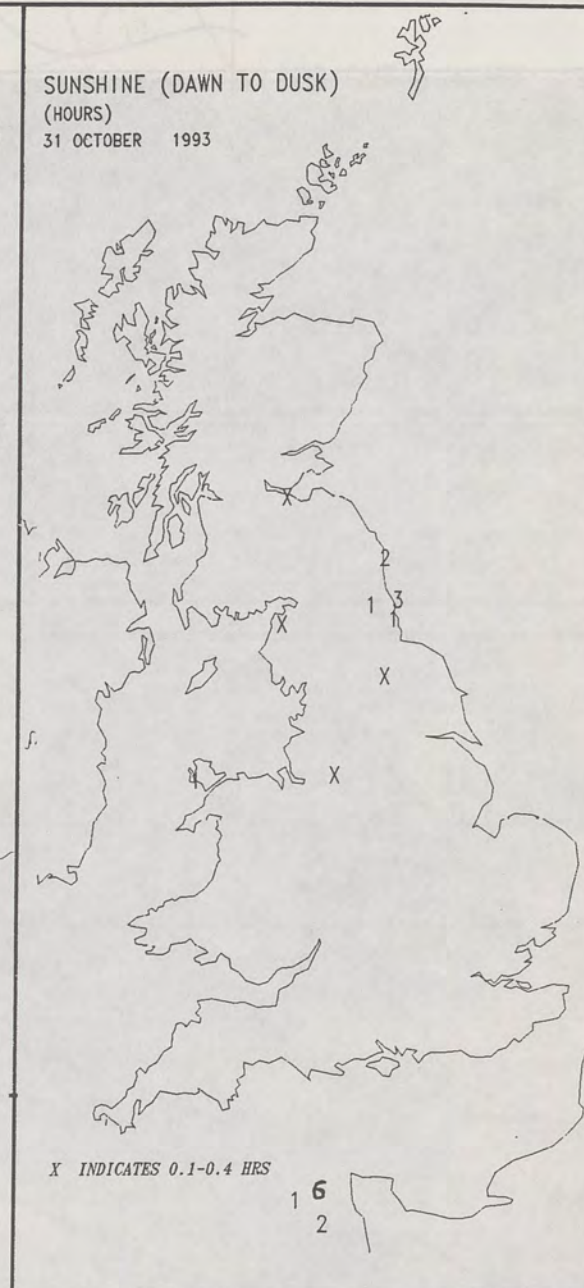 SUNSHINE (DAWN TO DUSK)
(HOURS)
31 OCTOBER 1993
X
2
1 3
1
X
X
X
X
X INDICATES 0.1-0.4 HRS
1 6
2